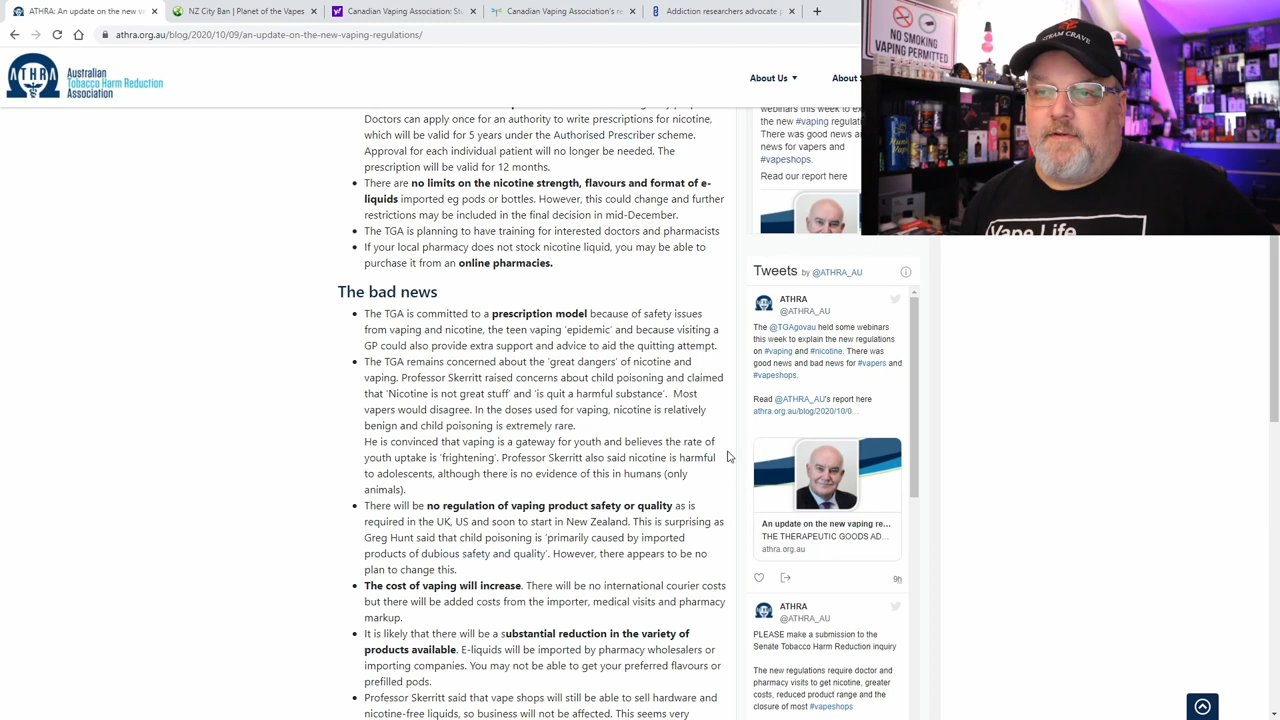 ATHRA: An update on the new va
NZ City Ban | Planet of the Vapes
Canadian Vaping Association: St
Canadian Vaping Association's re
Addiction researchers advocate p
athra.org.au/blog/2020/10/09/an-update-on-the-new-vaping-regulations/
ATHRA
Australian
Tobacco Harm Reduction
Association
About Us
About
Doctors can apply once for an authority to write prescriptions for nicotine,
which will be valid for 5 years under the Authorised Prescriber scheme.
Approval for each individual patient will no longer be required. The
prescription will be valid for 12 months.
There are no limits on the nicotine strength, flavours and format of e-
liquids imported eg pods or bottles. However, this could change and further
restrictions may be included in the final decision in mid-December.
The TGA is planning to have training for interested doctors and pharmacists
If your local pharmacy does not stock nicotine liquid, you may be able to
purchase it from an online pharmacies.
The bad news
The TGA is committed to a prescription model because of safety issues
from vaping and nicotine, the teen vaping 'epidemic' and because visiting a
GP could also provide extra support and advice to aid the quitting attempt.
The TGA remains concerned about the 'great dangers' of nicotine and
vaping. Professor Skerritt raised concerns about child poisoning and claimed
that 'Nicotine is not great stuff' and 'is quit a harmful substance'. Most
vapers would disagree. In the doses used for vaping, nicotine is relatively
benign and child poisoning is extremely rare.
He is convinced that vaping is a gateway for youth and believes the rate of
youth uptake is 'frightening'. Professor Skerritt also said nicotine is harmful
to adolescents, although there is no evidence of this in humans (only
animals).
There will be no regulation of vaping product safety or quality as is
required in the UK, US and soon to start in New Zealand. This is surprising as
Greg Hunt said that child poisoning is 'primarily caused by imported
products of dubious safety and quality'. However, there appears to be no
plan to change this.
The cost of vaping will increase. There will be no international courier costs
but there will be added costs from the importer, medical visits and pharmacy
markup.
It is likely that there will be a substantial reduction in the variety of
products available. E-liquids will be imported by pharmacy wholesalers or
importing companies. You may not be able to get your preferred flavours or
prefilled pods.
Professor Skerritt said that vape shops will still be able to sell hardware and
nicotine-free liquids, so business will not be affected. This seems very
webinars this week to ex
the new #vaping regulati
There was good news a
news for vapers and
#vapeshops.
Read our report here
Tweets by @ATHRA_AU
ATHRA
@ATHRA_AU
The @TGAgovau held some webinars
this week to explain the new regulations
on #vaping and #nicotine. There was
good news and bad news for #vapers and
#vapeshops.
Read @ATHRA_AU's report here
athra.org.au/blog/2020/10/0…
An update on the new vaping re...
THE THERAPEUTIC GOODS AD...
athra.org.au
9h
ATHRA
@ATHRA_AU
PLEASE make a submission to the
Senate Tobacco Harm Reduction inquiry
The new regulations require doctor and
pharmacy visits to get nicotine, greater
costs, reduced product range and the
closure of most #vapeshops
NO SMOKING
VAPING PERMITTED
STEAM CRAVE
Vape Life